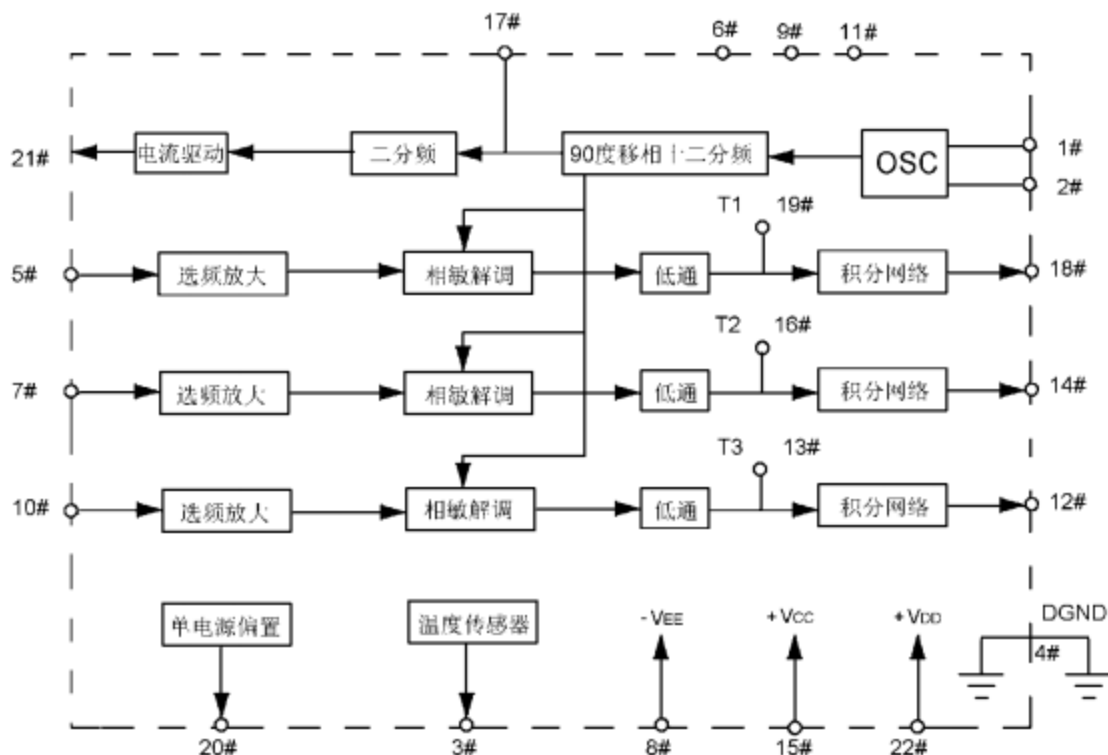 17#
6#
9#
11#
21#
电流驱动
二分频
90度移相十二分频
OSC
1#
2#
T1
19#
5#
选频放大
相敏解调
低通
积分网络
18#
T2
16#
7#
选频放大
相敏解调
低通
积分网络
14#
T3
13#
10#
选频放大
相敏解调
低通
积分网络
12#
单电源偏置
温度传感器
-VEE
+VCC
+VDD
DGND
4#
20#
3#
8#
15#
22#